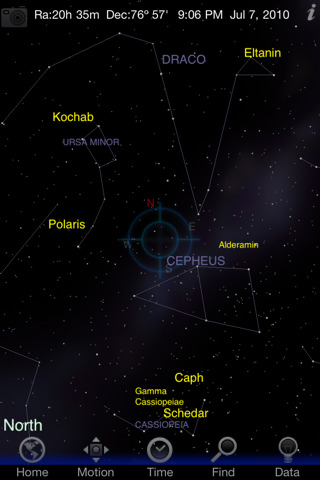 Ra:20h 35m Dec:76º 57' 9:06 PM Jul 7, 2010 i
Eltanin
DRACO
Kochab
URSA MINOR.
N
Polaris
E
W
Alderamin
CEPHEUS
S
Caph
Gamma
Cassiopeiae
Schedar
CASSIOPEIA
North
Home Motion Time Find Data